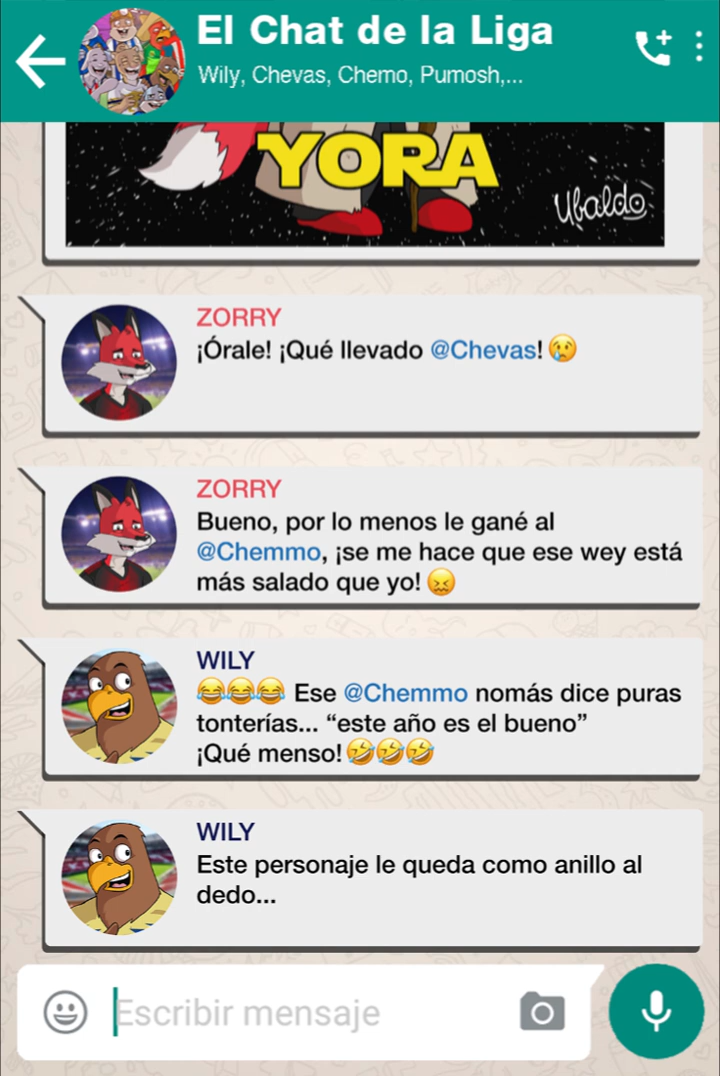 El Chat de la Liga
Wily, Chevas, Chemo, Pumosh,...
YORA
Ubaldo
ZORRY
¡Órale! ¡Qué llevado @Chevas! 😢
ZORRY
Bueno, por lo menos le gané al
@Chemmo, ¡se me hace que ese wey está
más salado que yo! 😖
WILY
😂😂😂 Ese @Chemmo nomás dice puras
tonterías... “este año es el bueno”
¡Qué menso! 🤣🤣🤣
WILY
Este personaje le queda como anillo al
dedo...
Escribir mensaje